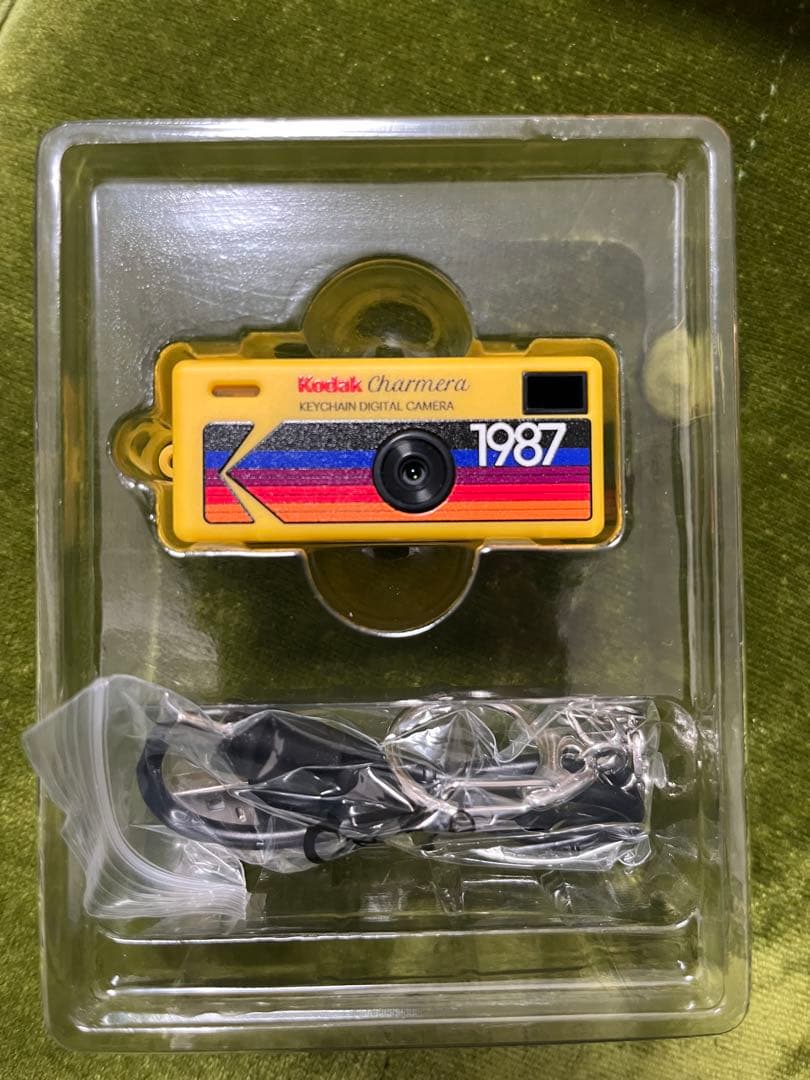 Kodak Charmera
KEYCHAIN DIGITAL CAMERA
1987